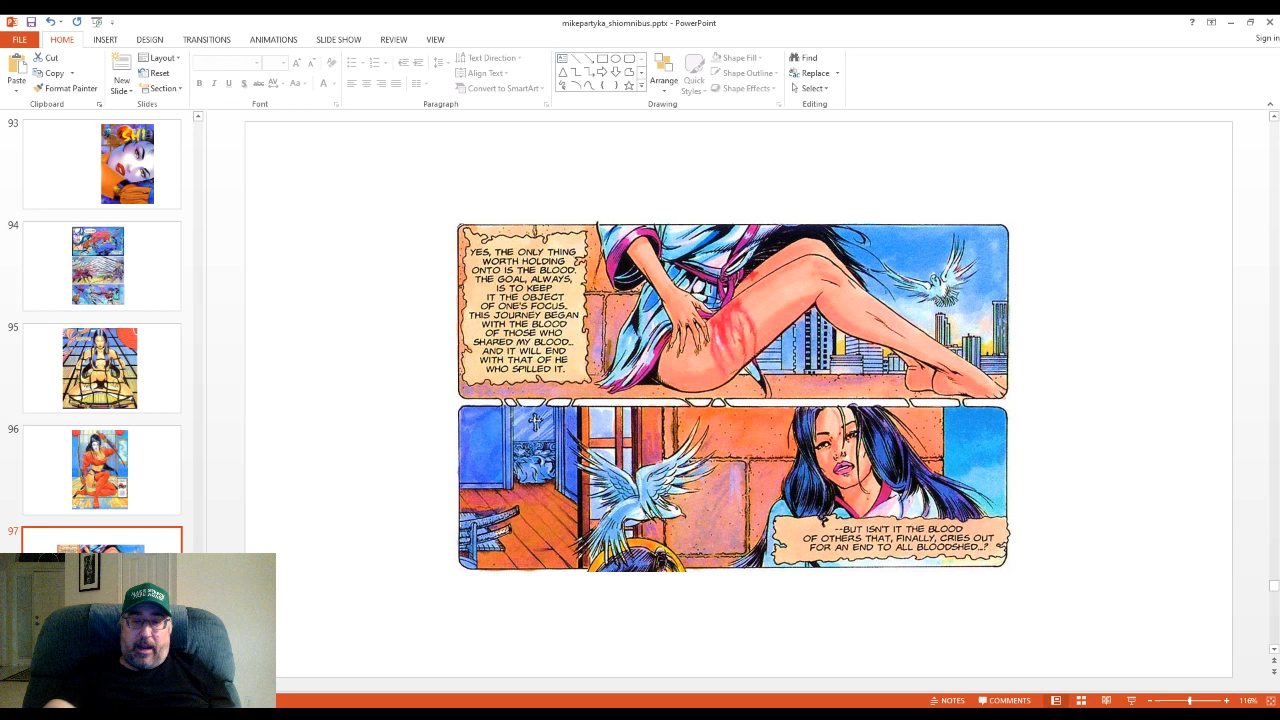 mikepartyka_shiomnibus.pptx - PowerPoint
?
Sign in
FILE HOME INSERT DESIGN TRANSITIONS ANIMATIONS SLIDE SHOW REVIEW VIEW
Paste
Cut
Copy
Format Painter
Clipboard
New
Slide
Layout
Reset
Section
Slides
B I U S abc AV Aa A
Font
Text Direction
Align Text
Convert to SmartArt
Paragraph
Arrange
Quick
Styles
Shape Fill
Shape Outline
Shape Effects
Drawing
Find
Replace
Select
Editing
93
SHI
94
95
96
97
YES, THE ONLY THING
WORTH HOLDING
ONTO IS THE BLOOD.
THE GOAL, ALWAYS,
IS TO KEEP
IT THE OBJECT
OF ONE'S FOCUS.
THIS JOURNEY BEGAN
WITH THE BLOOD
OF THOSE WHO
SHARED MY BLOOD...
AND IT WILL END
WITH THAT OF HE
WHO SPILLED IT.
--BUT ISN'T IT THE BLOOD
OF OTHERS THAT, FINALLY, CRIES OUT
FOR AN END TO ALL BLOODSHED...?
NOTES COMMENTS 116%